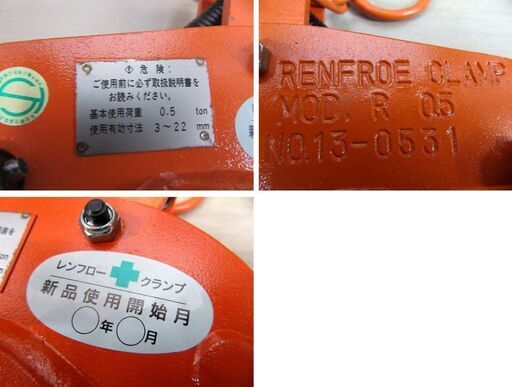 ① 危険：
ご使用前に必ず取扱説明書を
お読みください。
基本使用荷重 0.5 ton
使用有効寸法 3～22 mm
RENFROE CLAMP
MOD. R 0.5
NO.13-0531
レンフロー クランプ
新品使用開始月
○年○月